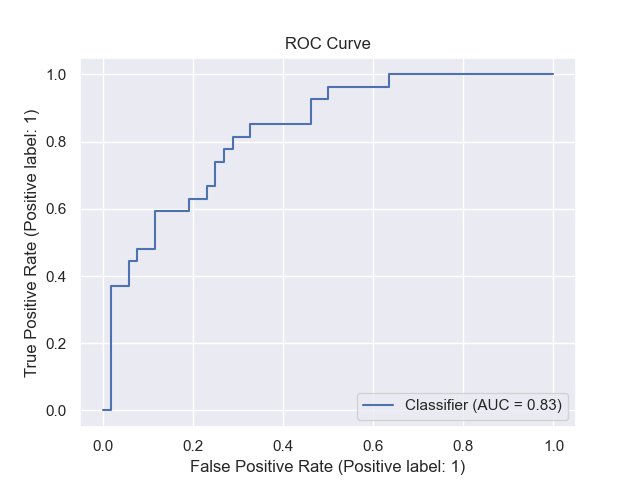 ROC Curve
1.0
0.8
0.6
0.4
0.2
0.0
True Positive Rate (Positive label: 1)
Classifier (AUC = 0.83)
0.0 0.2 0.4 0.6 0.8 1.0
False Positive Rate (Positive label: 1)